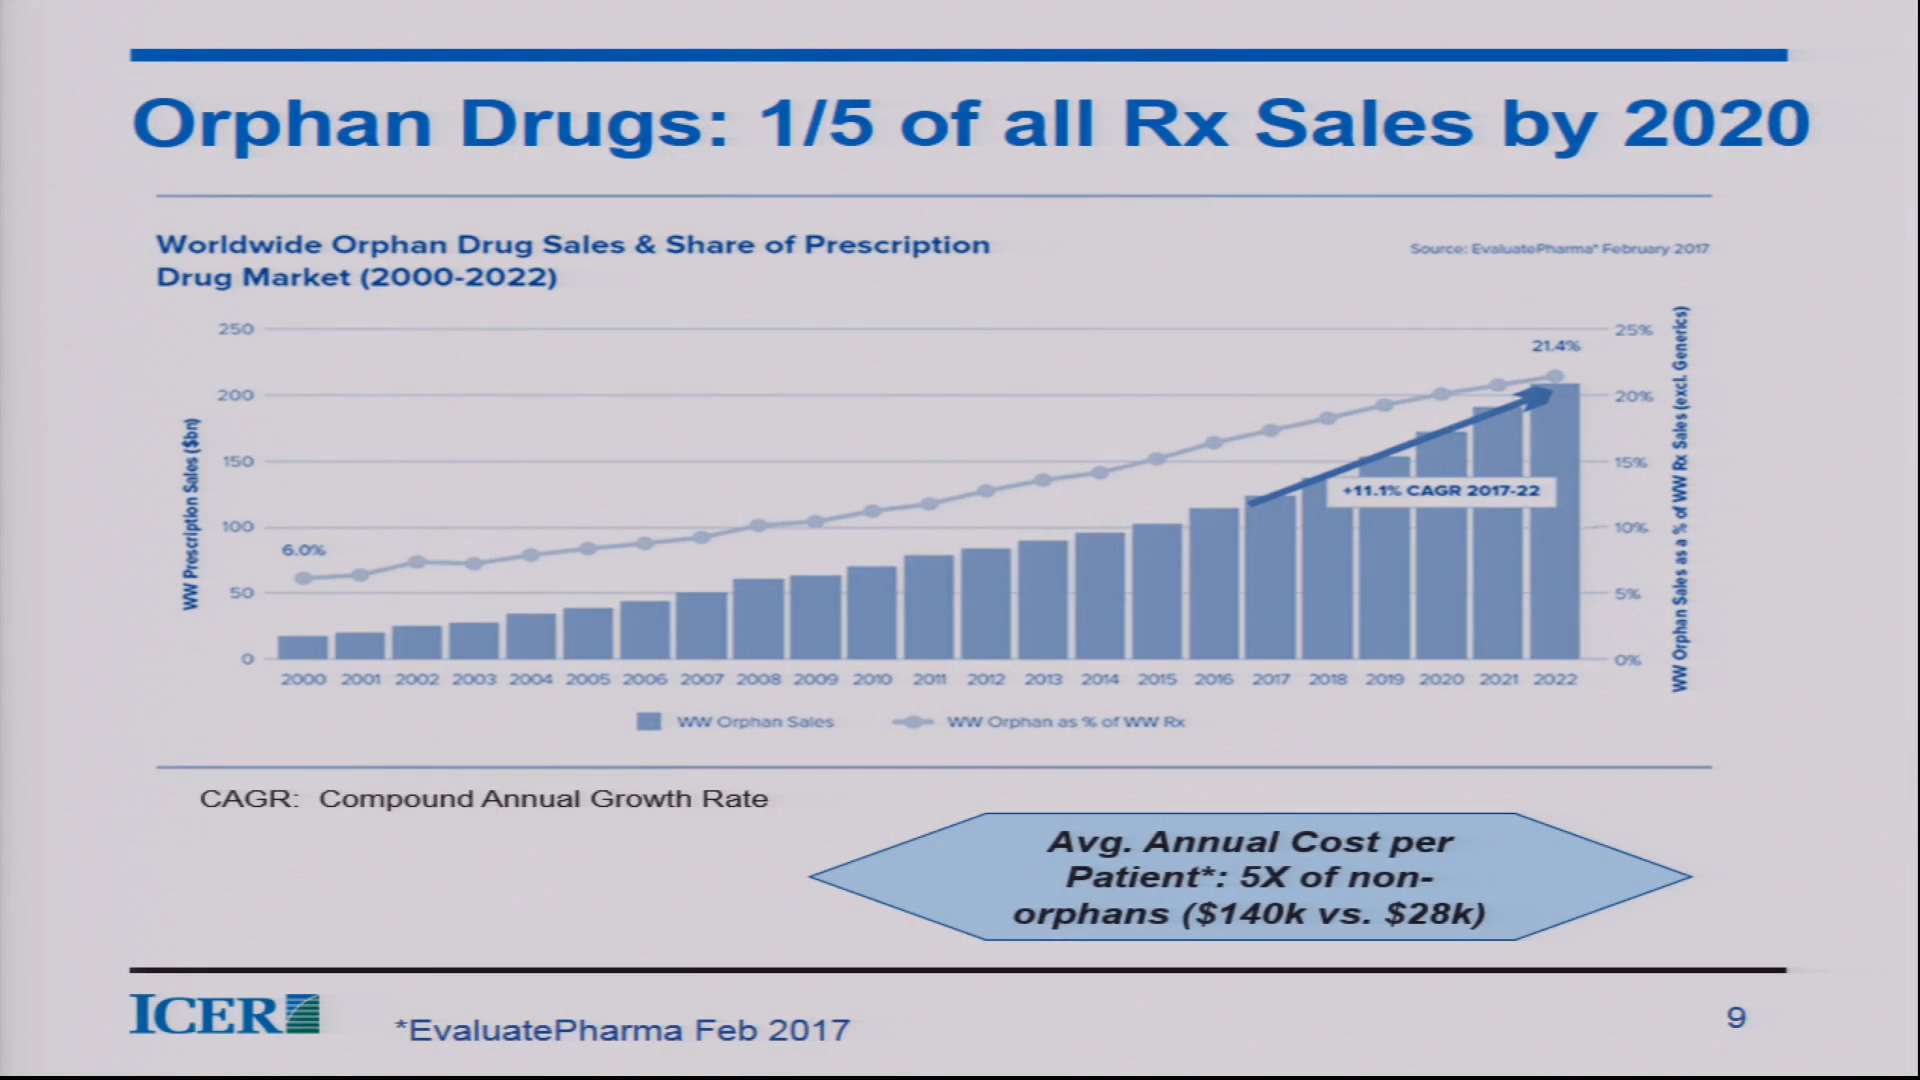 Orphan Drugs: 1/5 of all Rx Sales by 2020
Worldwide Orphan Drug Sales & Share of Prescription
Drug Market (2000-2022)
Source: EvaluatePharma® February 2017
WW Prescription Sales ($bn)
250
200
150
100
50
0
25%
20%
15%
10%
5%
0%
WW Orphan Sales as a % of WW Rx Sales (excl. Generics)
6.0%
21.4%
+11.1% CAGR 2017-22
2000 2001 2002 2003 2004 2005 2006 2007 2008 2009 2010 2011 2012 2013 2014 2015 2016 2017 2018 2019 2020 2021 2022
WW Orphan Sales WW Orphan as % of WW Rx
CAGR: Compound Annual Growth Rate
Avg. Annual Cost per
Patient*: 5X of non-
orphans ($140k vs. $28k)
ICER
*EvaluatePharma Feb 2017
9